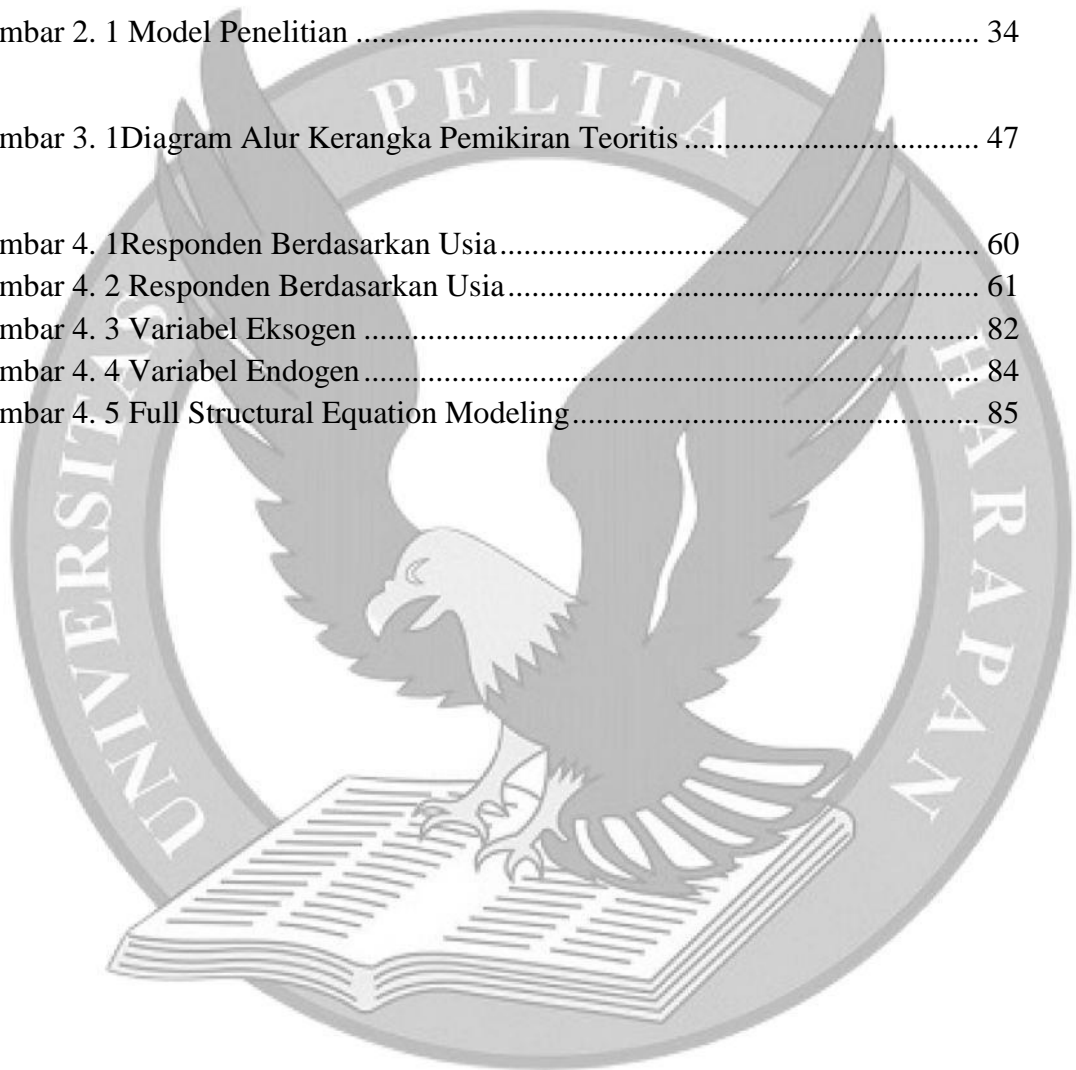 mbar 2. 1 Model Penelitian ............................................................................. 34
mbar 3. 1Diagram Alur Kerangka Pemikiran Teoritis .................................... 47
mbar 4. 1Responden Berdasarkan Usia ........................................................... 60
mbar 4. 2 Responden Berdasarkan Usia .......................................................... 61
mbar 4. 3 Variabel Eksogen ............................................................................ 82
mbar 4. 4 Variabel Endogen ............................................................................ 84
mbar 4. 5 Full Structural Equation Modeling .................................................. 85
UNIVERSITAS PELITA HARAPAN